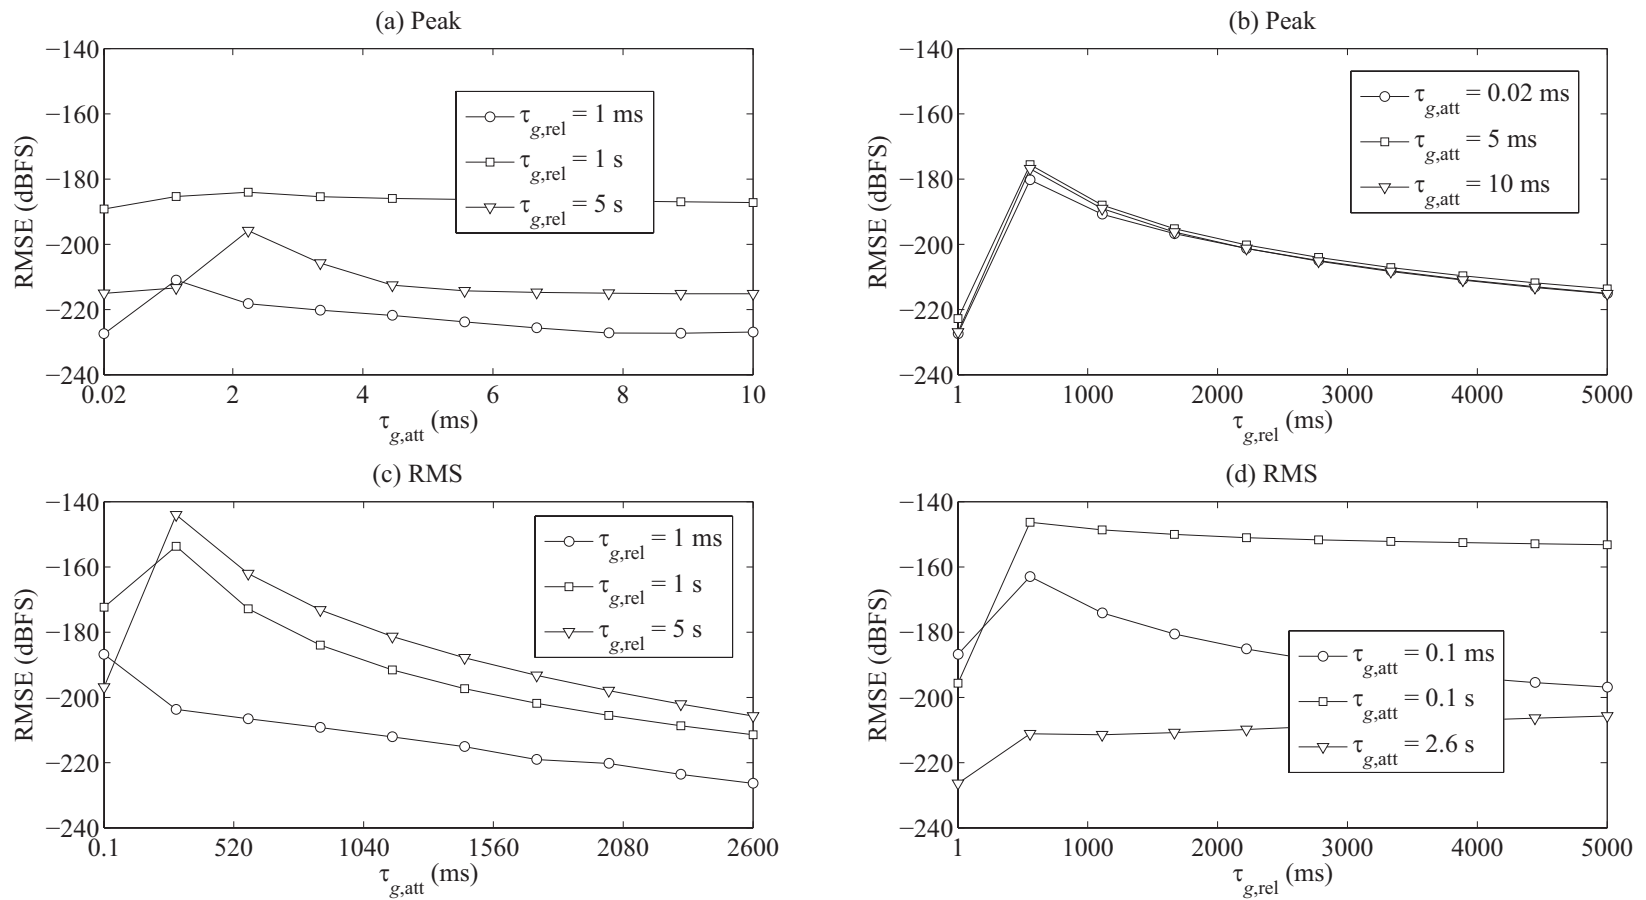 (a) Peak
RMSE (dBFS)
−140
−160
−180
−200
−220
−240
0.02 2 4 6 8 10
τg,att (ms)
τg,rel = 1 ms
τg,rel = 1 s
τg,rel = 5 s
(b) Peak
RMSE (dBFS)
−140
−160
−180
−200
−220
−240
1 1000 2000 3000 4000 5000
τg,rel (ms)
τg,att = 0.02 ms
τg,att = 5 ms
τg,att = 10 ms
(c) RMS
RMSE (dBFS)
−140
−160
−180
−200
−220
−240
0.1 520 1040 1560 2080 2600
τg,att (ms)
τg,rel = 1 ms
τg,rel = 1 s
τg,rel = 5 s
(d) RMS
RMSE (dBFS)
−140
−160
−180
−200
−220
−240
1 1000 2000 3000 4000 5000
τg,rel (ms)
τg,att = 0.1 ms
τg,att = 0.1 s
τg,att = 2.6 s